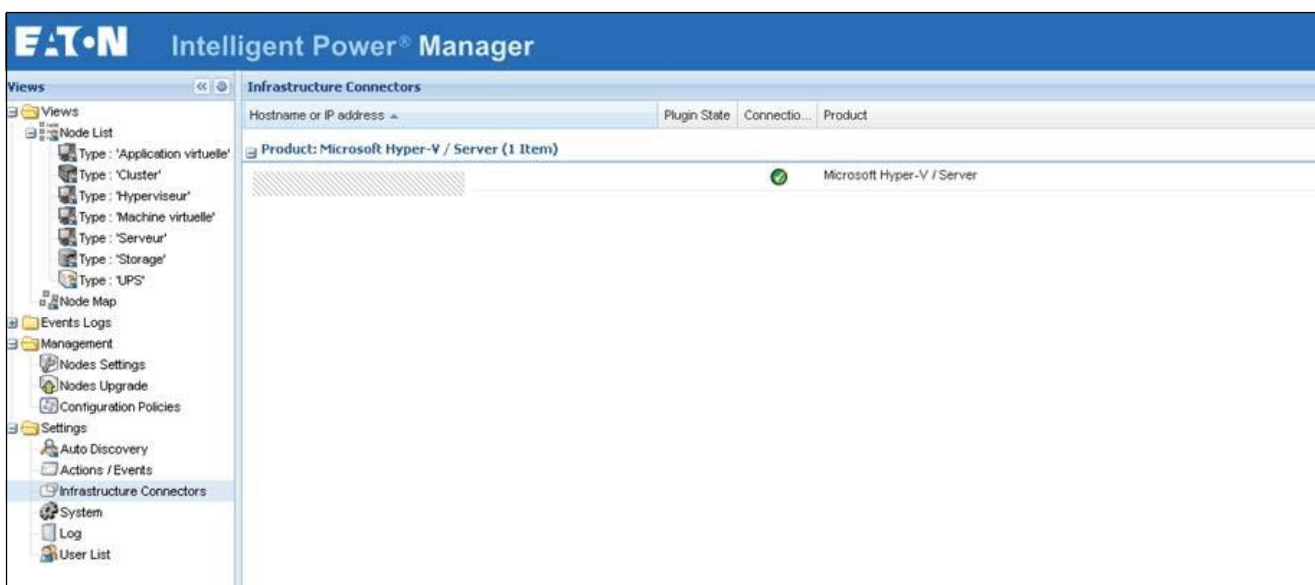 EATON Intelligent Power® Manager
Views
Infrastructure Connectors
Views
Node List
Type : 'Application virtuelle'
Type : 'Cluster'
Type : 'Hyperviseur'
Type : 'Machine virtuelle'
Type : 'Serveur'
Type : 'Storage'
Type : 'UPS'
Node Map
Events Logs
Management
Nodes Settings
Nodes Upgrade
Configuration Policies
Settings
Auto Discovery
Actions / Events
Infrastructure Connectors
System
Log
User List
Hostname or IP address Plugin State Connectio... Product
Product: Microsoft Hyper-V / Server (1 Item)
Microsoft Hyper-V / Server